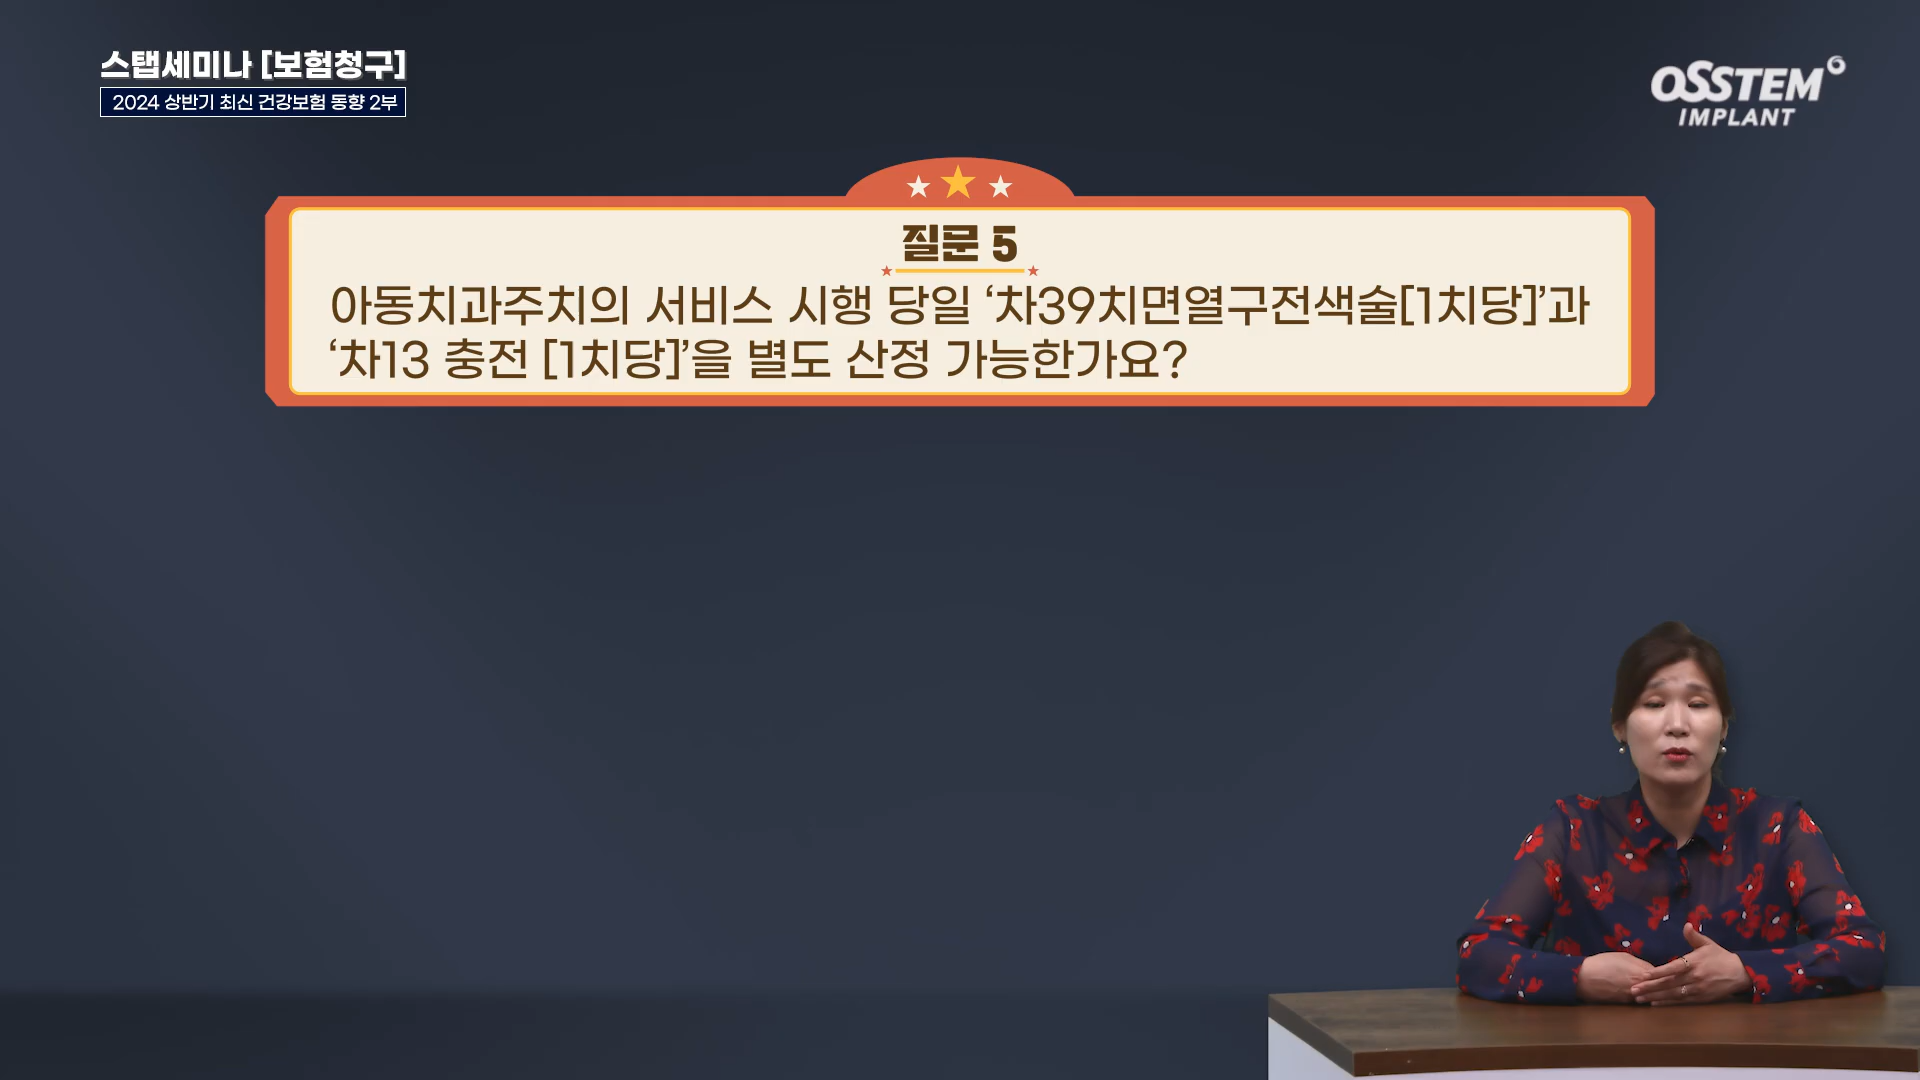 스탭세미나 [보험청구]
2024 상반기 최신 건강보험 동향 2부
OSSTEM
IMPLANT
질문 5
아동치과주치의 서비스 시행 당일 ‘차39치면열구전색술[1치당]’과
‘차13 충전 [1치당]’을 별도 산정 가능한가요?